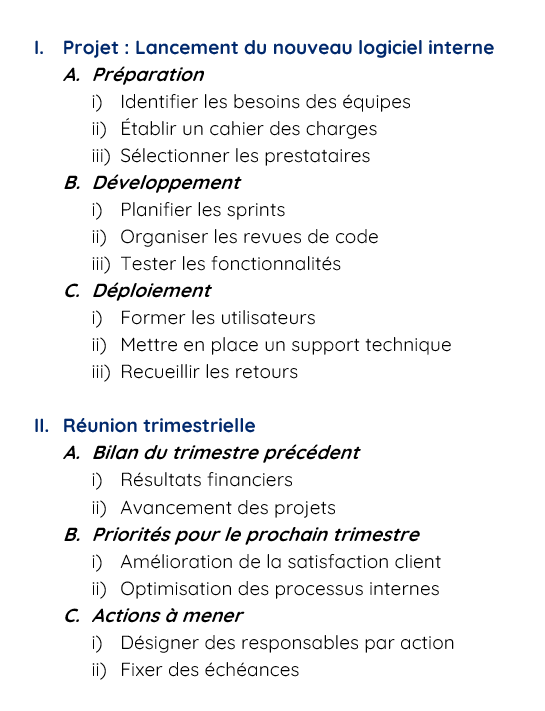 I. Projet : Lancement du nouveau logiciel interne
A. Préparation
i) Identifier les besoins des équipes
ii) Établir un cahier des charges
iii) Sélectionner les prestataires
B. Développement
i) Planifier les sprints
ii) Organiser les revues de code
iii) Tester les fonctionnalités
C. Déploiement
i) Former les utilisateurs
ii) Mettre en place un support technique
iii) Recueillir les retours
II. Réunion trimestrielle
A. Bilan du trimestre précédent
i) Résultats financiers
ii) Avancement des projets
B. Priorités pour le prochain trimestre
i) Amélioration de la satisfaction client
ii) Optimisation des processus internes
C. Actions à mener
i) Désigner des responsables par action
ii) Fixer des échéances